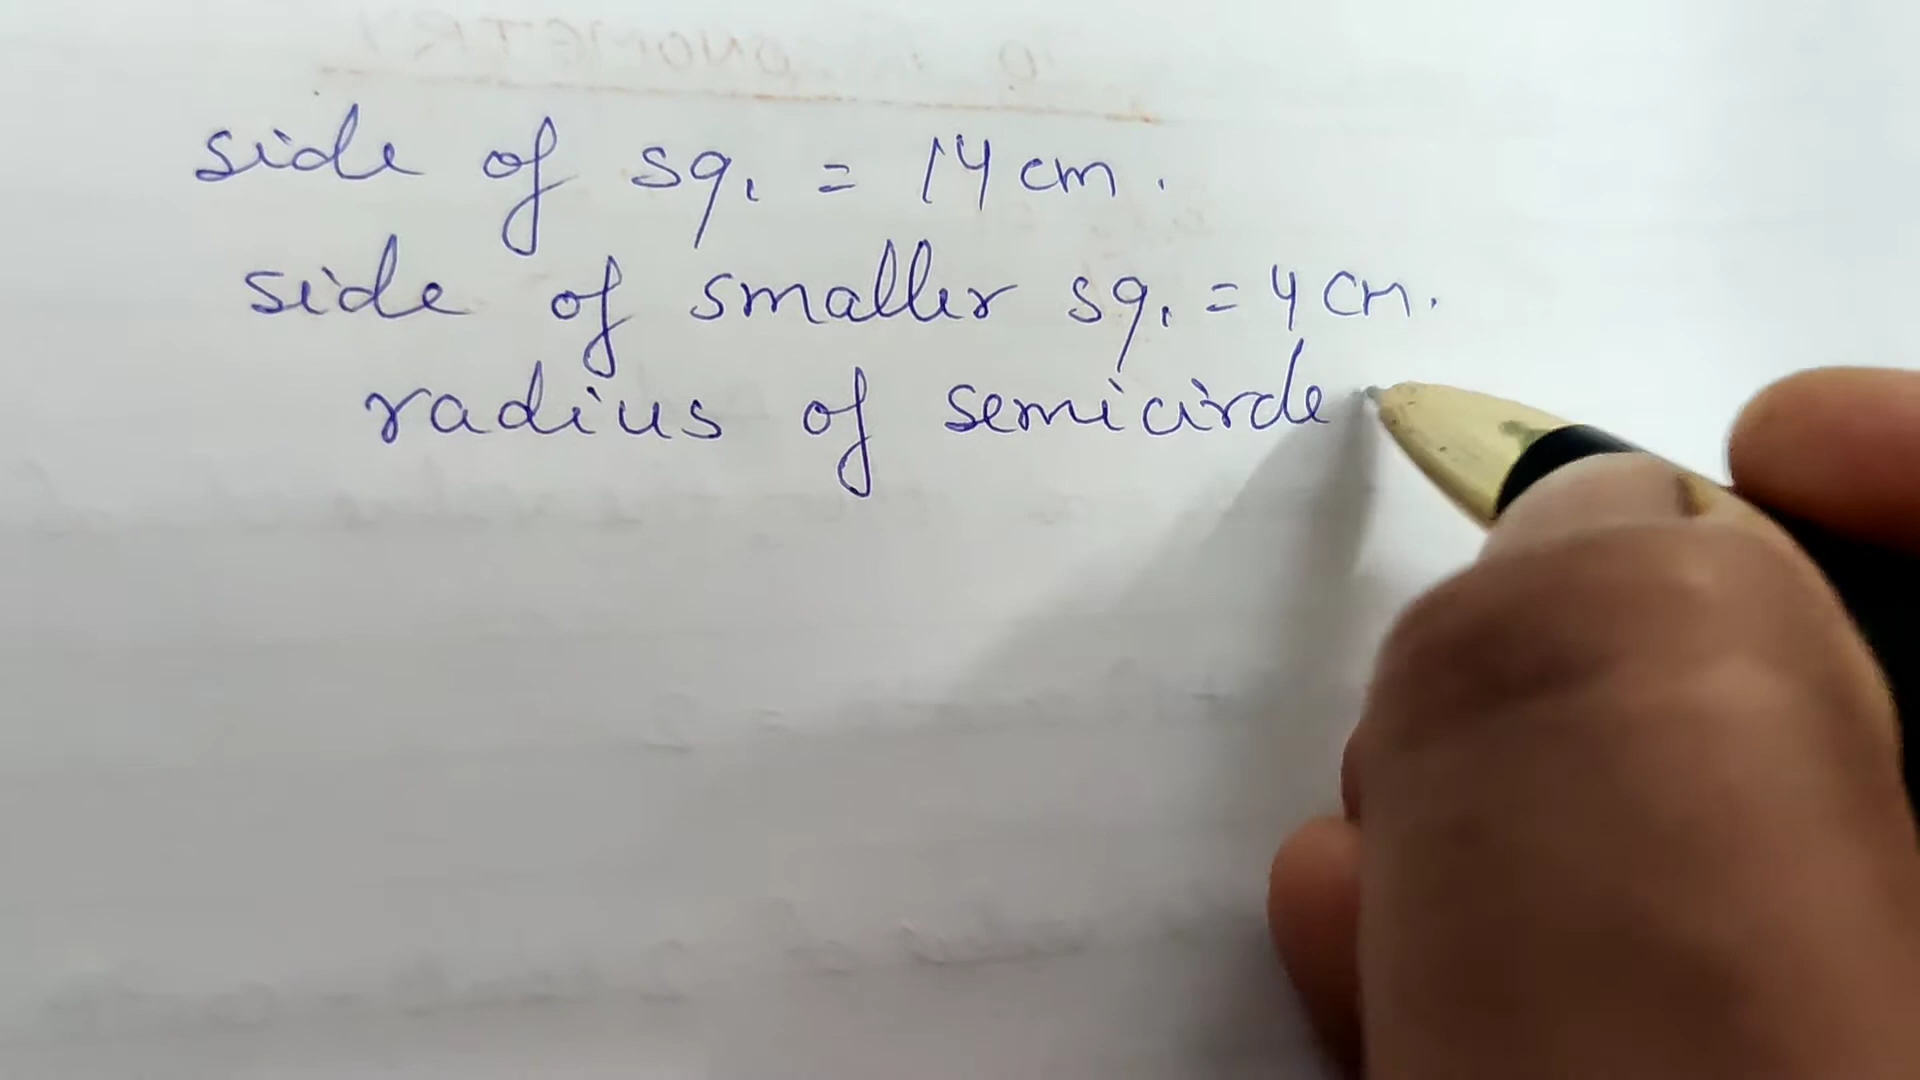 side of sq. = 14 cm.
side of smaller sq. = 4 cm.
radius of semicircle